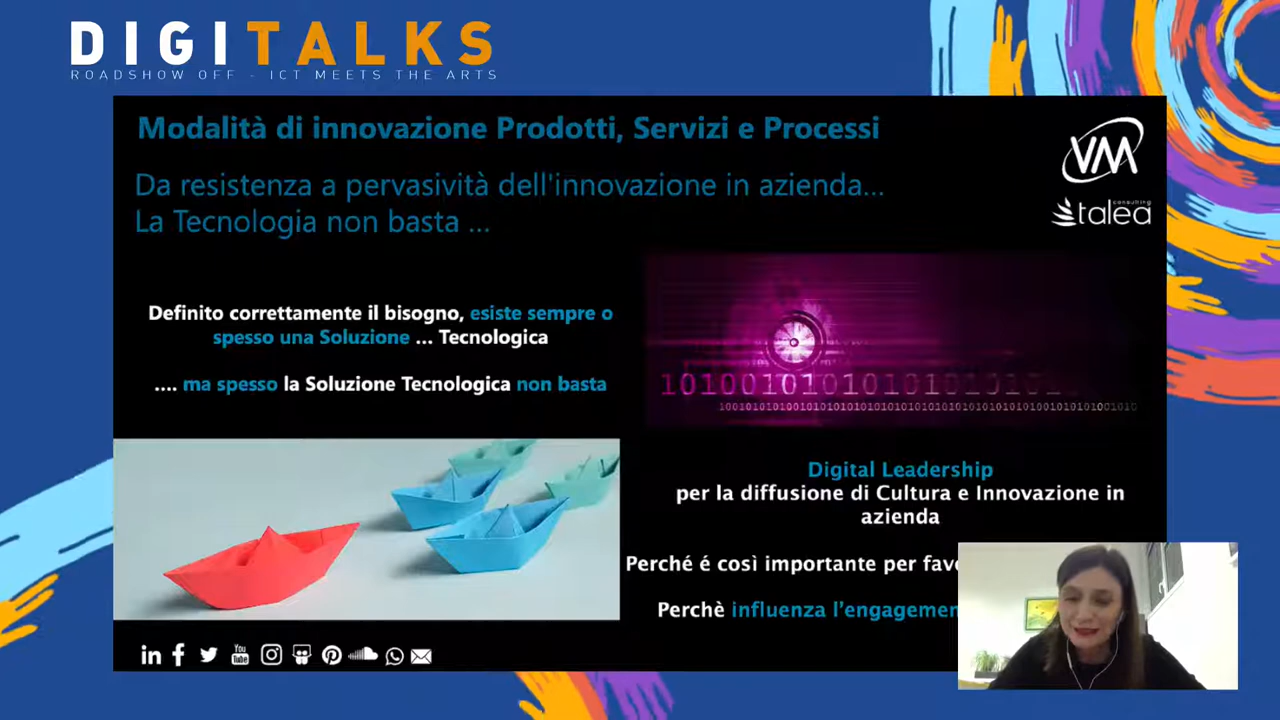 DIGITALKS
ROADSHOW OFF - ICT MEETS THE ARTS
Modalità di innovazione Prodotti, Servizi e Processi
VM
consulting
talea
Da resistenza a pervasività dell'innovazione in azienda...
La Tecnologia non basta ...
Definito correttamente il bisogno, esiste sempre o
spesso una Soluzione ... Tecnologica
.... ma spesso la Soluzione Tecnologica non basta
Digital Leadership
per la diffusione di Cultura e Innovazione in
azienda
Perché é così importante per
Perchè influenza l'engagemen
in
You
Tube